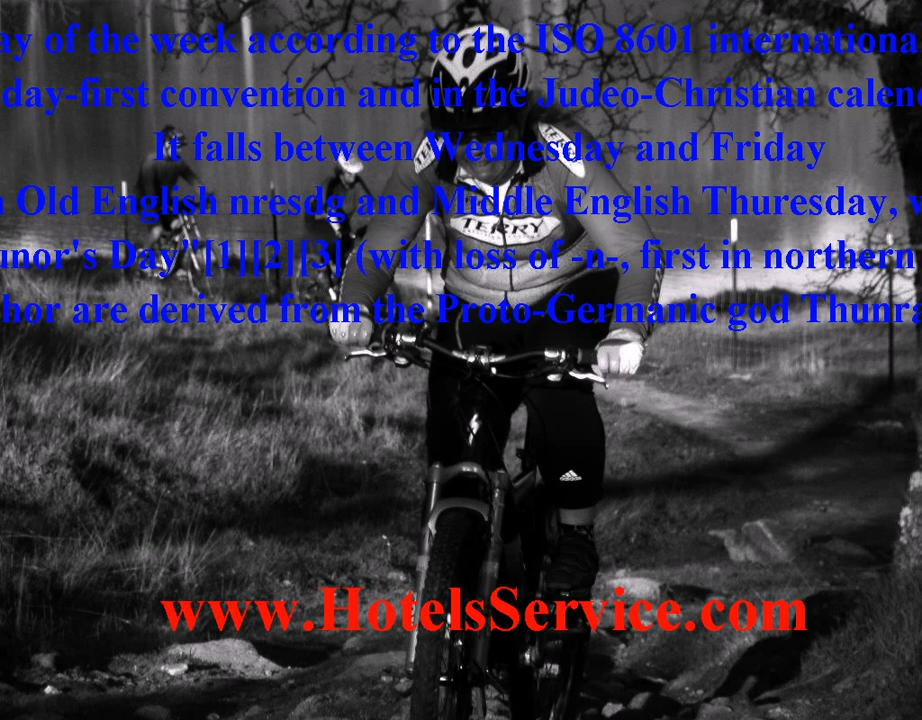 ay of the week according to the ISO 8601 internationa
day-first convention and in the Judeo-Christian calen
It falls between Wednesday and Friday
Old English nresdg and Middle English Thuresday,
unor's Day"[1][2][3] (with loss of -n-, first in northern
hor are derived from the Proto-Germanic god Thunra
TERRY
adidas
www.HotelsService.com